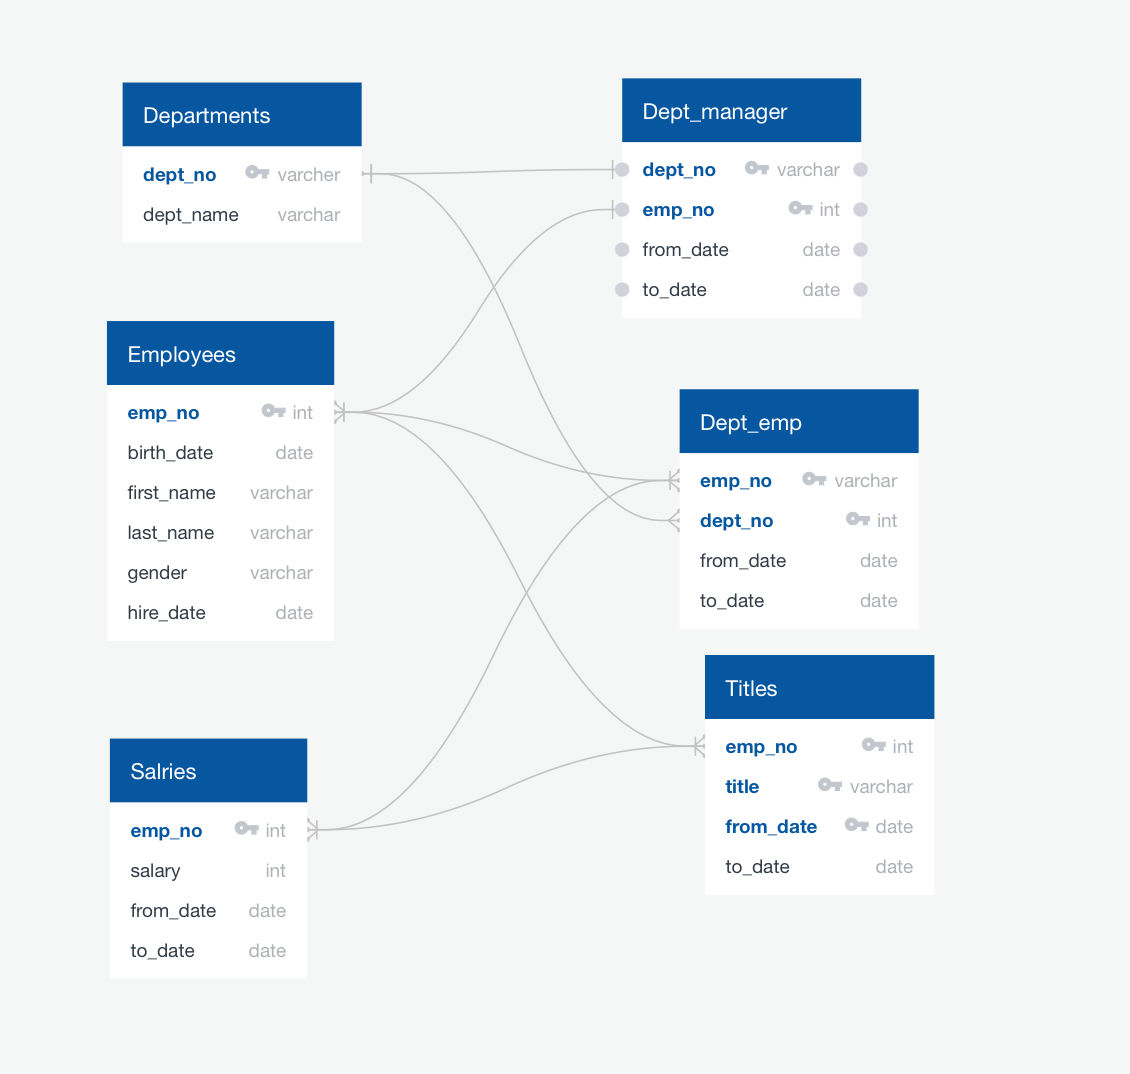 Departments
dept_no varcher
dept_name varchar
Dept_manager
dept_no varchar
emp_no int
from_date date
to_date date
Employees
emp_no int
birth_date date
first_name varchar
last_name varchar
gender varchar
hire_date date
Dept_emp
emp_no varchar
dept_no int
from_date date
to_date date
Titles
emp_no int
title varchar
from_date date
to_date date
Salries
emp_no int
salary int
from_date date
to_date date